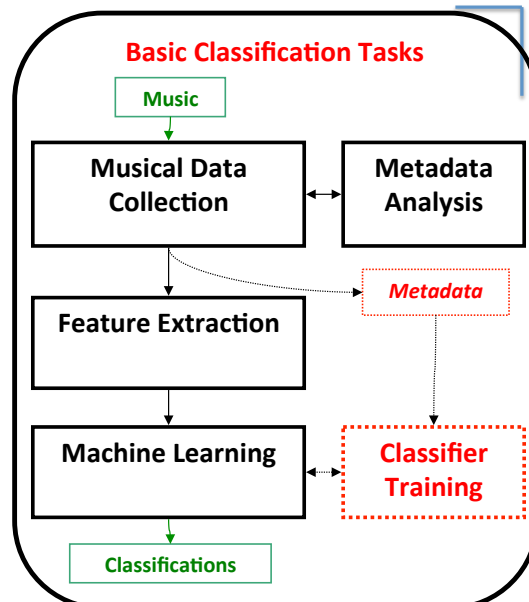 Basic Classification Tasks
Music
Musical Data
Collection
Metadata
Analysis
Metadata
Feature Extraction
Machine Learning
Classifier
Training
Classifications